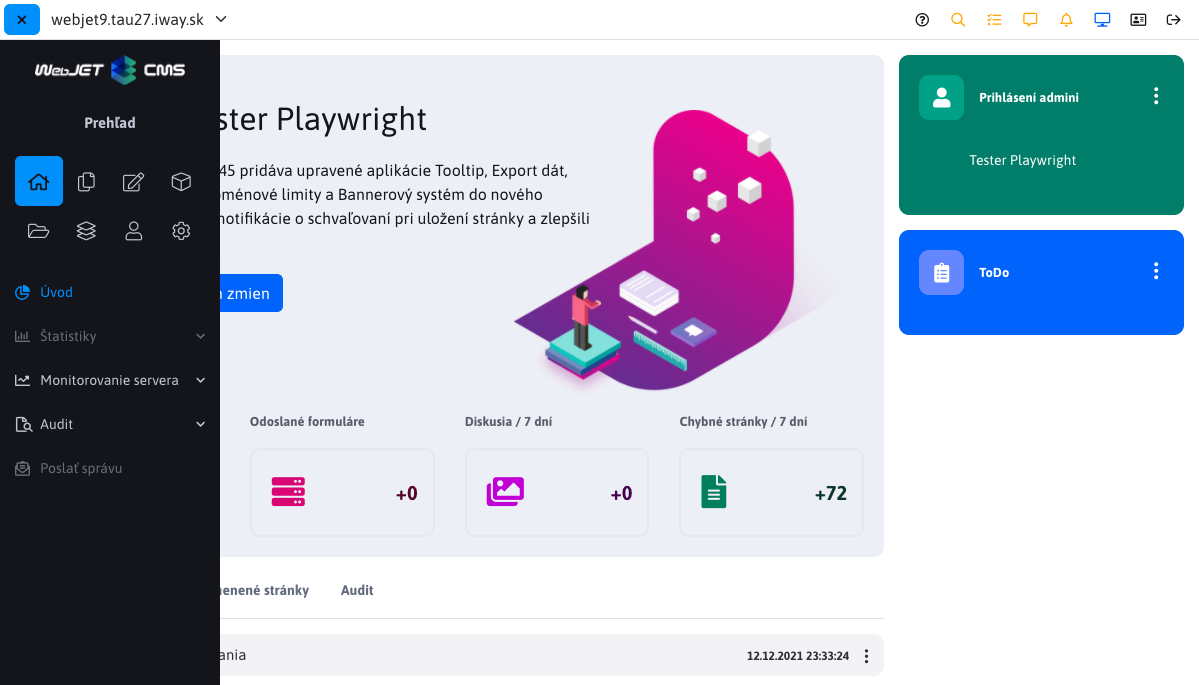 webjet9.tau27.iway.sk
WebJET CMS
Prehľad
Úvod
Štatistiky
Monitorovanie servera
Audit
Poslať správu
ster Playwright
45 pridáva upravené aplikácie Tooltip, Export dát,
oménové limity a Bannerový systém do nového
notifikácie o schvaľovaní pri uložení stránky a zlepšili
zmien
Odoslané formuláre
Diskusia / 7 dní
Chybné stránky / 7 dní
+0
+0
+72
enené stránky
Audit
ania
12.12.2021 23:33:24
Prihlásení admini
Tester Playwright
ToDo